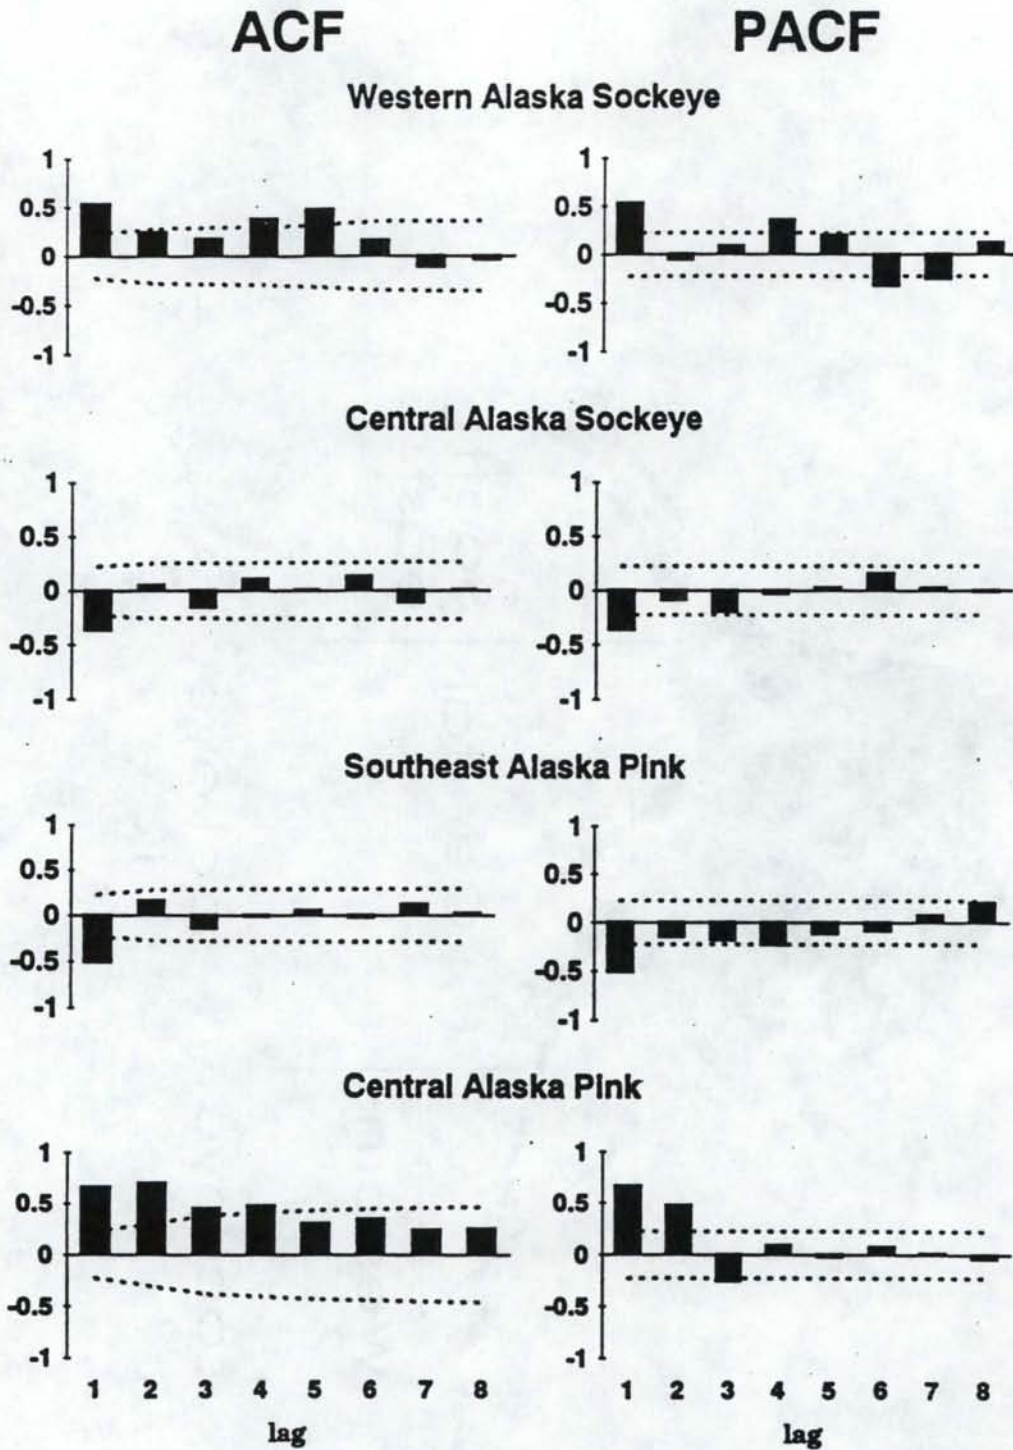 ACF PACF
Western Alaska Sockeye
1 1
0.5 0.5
0 0
-0.5 -0.5
-1 -1
Central Alaska Sockeye
1 1
0.5 0.5
0 0
-0.5 -0.5
-1 -1
Southeast Alaska Pink
1 1
0.5 0.5
0 0
-0.5 -0.5
-1 -1
Central Alaska Pink
1 1
0.5 0.5
0 0
-0.5 -0.5
-1 -1
1 2 3 4 5 6 7 8 1 2 3 4 5 6 7 8
lag lag